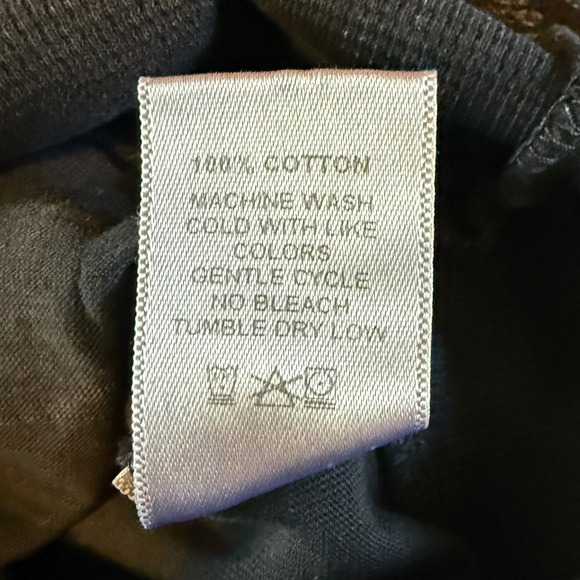 100% COTTON
MACHINE WASH
COLD WITH LIKE
COLORS
GENTLE CYCLE
NO BLEACH
TUMBLE DRY LOW